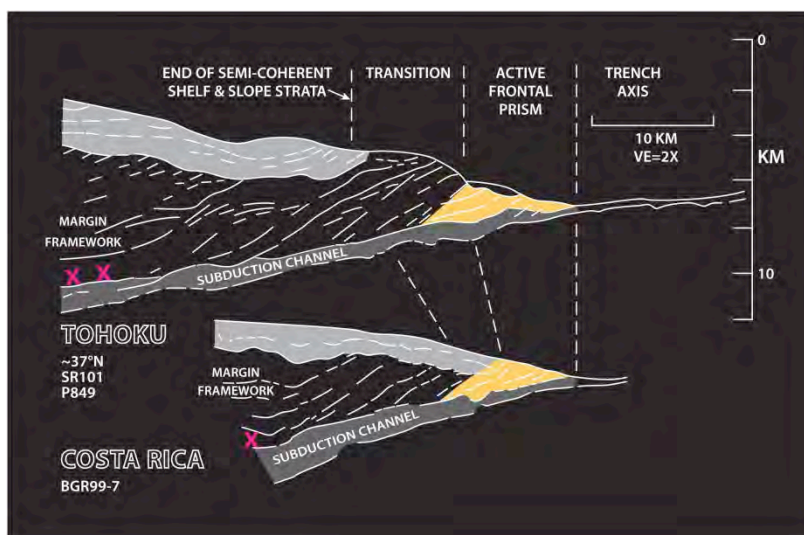 END OF SEMI-COHERENT
SHELF & SLOPE STRATA
TRANSITION
ACTIVE
FRONTAL
PRISM
TRENCH
AXIS
0
10 KM
VE=2X
KM
10
MARGIN
FRAMEWORK
X X
SUBDUCTION CHANNEL
TOHOKU
~37°N
SR101
P849
MARGIN
FRAMEWORK
X
SUBDUCTION CHANNEL
COSTA RICA
BGR99-7